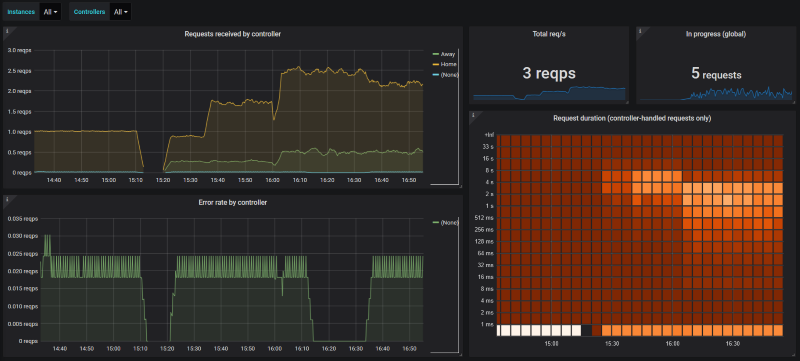 Instances All Controllers All
Requests received by controller
3.0 reqps
2.5 reqps
2.0 reqps
1.5 reqps
1.0 reqps
0.5 reqps
0 reqps
14:40 14:50 15:00 15:10 15:20 15:30 15:40 15:50 16:00 16:10 16:20 16:30 16:40 16:50
Away
Home
(None)
Total req/s
3 reqps
In progress (global)
5 requests
Error rate by controller
0.035 reqps
0.030 reqps
0.025 reqps
0.020 reqps
0.015 reqps
0.010 reqps
0.005 reqps
0 reqps
14:40 14:50 15:00 15:10 15:20 15:30 15:40 15:50 16:00 16:10 16:20 16:30 16:40 16:50
(None)
Request duration (controller-handled requests only)
+Inf
33 s
16 s
8 s
4 s
2 s
1 s
512 ms
256 ms
128 ms
64 ms
32 ms
16 ms
8 ms
4 ms
2 ms
1 ms
15:00 15:30 16:00 16:30